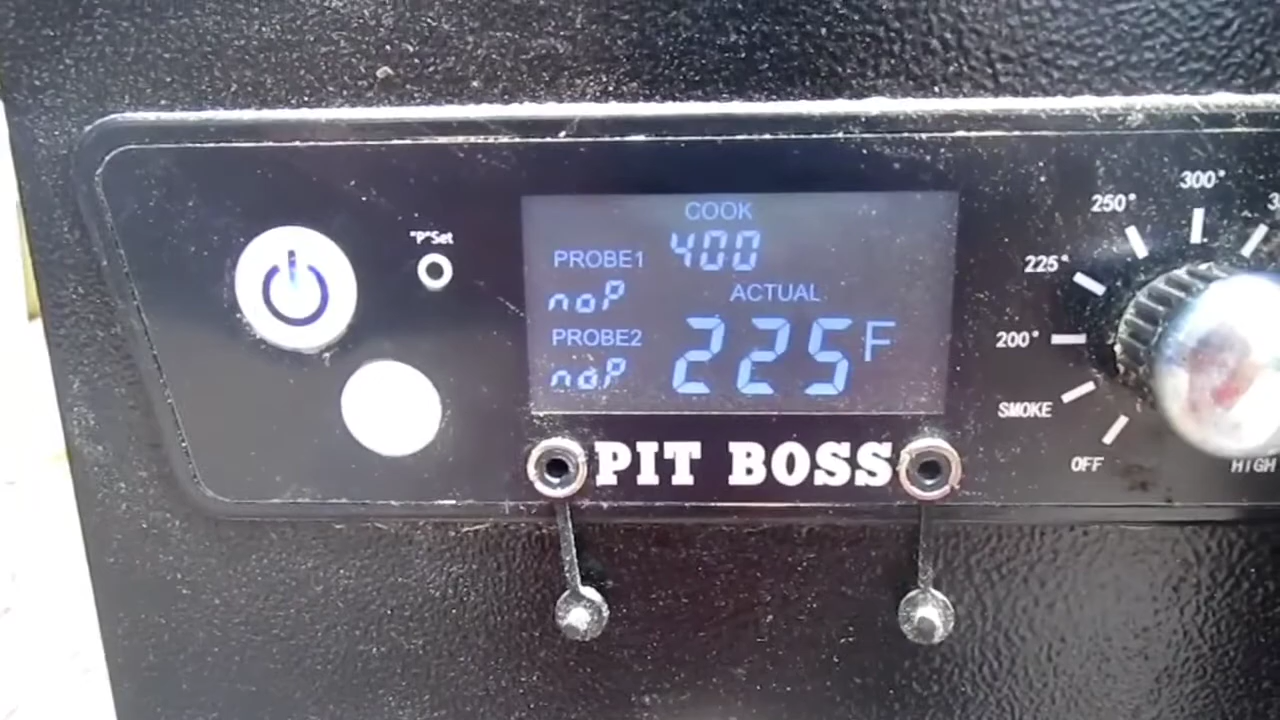 "P"Set
COOK
400
PROBE1
noP
ACTUAL
225F
PROBE2
noP
PIT BOSS
300°
250°
225°
200°
SMOKE
OFF
HIGH